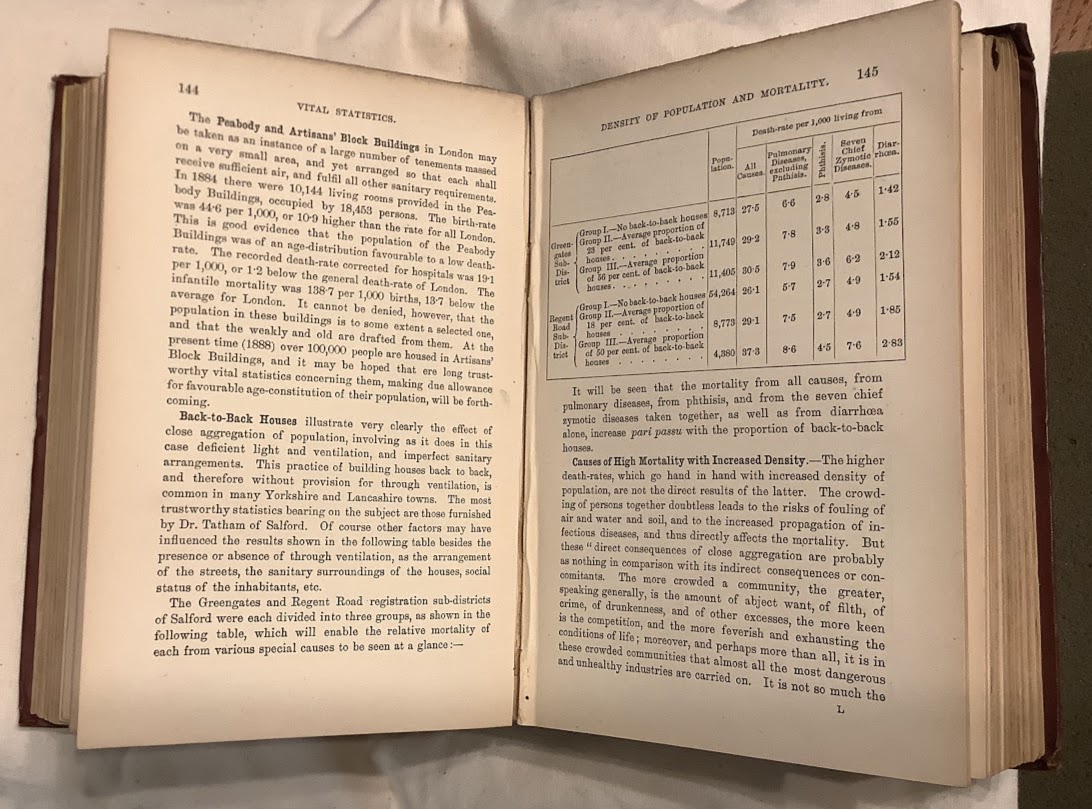 144
VITAL STATISTICS.
The Peabody and Artisans' Block Buildings in London may
be taken as an instance of a large number of tenements massed
on a very small area, and yet arranged so that each shall
receive sufficient air, and fulfil all other sanitary requirements.
In 1884 there were 10,144 living rooms provided in the Pea-
body Buildings, occupied by 18,453 persons. The birth-rate
was 44·6 per 1,000, or 10·9 higher than the rate for all London.
This is good evidence that the population of the Peabody
Buildings was of an age-distribution favourable to a low death-
rate. The recorded death-rate corrected for hospitals was 19·1
per 1,000, or 1·2 below the general death-rate of London. The
infantile mortality was 138·7 per 1,000 births, 13·7 below the
average for London. It cannot be denied, however, that the
population in these buildings is to some extent a selected one,
and that the weakly and old are drafted from them. At the
present time (1888) over 100,000 people are housed in Artisans'
Block Buildings, and it may be hoped that ere long trust-
worthy vital statistics concerning them, making due allowance
for favourable age-constitution of their population, will be forth-
coming.
Back-to-Back Houses illustrate very clearly the effect of
close aggregation of population, involving as it does in this
case deficient light and ventilation, and imperfect sanitary
arrangements. This practice of building houses back to back,
and therefore without provision for through ventilation, is
common in many Yorkshire and Lancashire towns. The most
trustworthy statistics bearing on the subject are those furnished
by Dr. Tatham of Salford. Of course other factors may have
influenced the results shown in the following table besides the
presence or absence of through ventilation, as the arrangement
of the streets, the sanitary surroundings of the houses, social
status of the inhabitants, etc.
The Greengates and Regent Road registration sub-districts
of Salford were each divided into three groups, as shown in the
following table, which will enable the relative mortality of
each from various special causes to be seen at a glance:—
DENSITY OF POPULATION AND MORTALITY. 145
Death-rate per 1,000 living from
Popu-
lation.
All
Causes.
Pulmonary
Diseases,
excluding
Phthisis.
Phthisis.
Seven
Chief
Zymotic
Diseases.
Diar-
rhœa.
Green-
gates
Sub-
Dis-
trict
Group I.—No back-to-back houses 8,713 27·5 6·6 2·8 4·5 1·42
Group II.—Average proportion of
23 per cent. of back-to-back
houses . . . . . . . . 11,749 29·2 7·8 3·3 4·8 1·55
Group III.—Average proportion
of 56 per cent. of back-to-back
houses . . . . . . . . 11,405 30·5 7·9 3·6 6·2 2·12
Regent
Road
Sub-
Dis-
trict
Group I.—No back-to-back houses 54,264 26·1 5·7 2·7 4·9 1·54
Group II.—Average proportion of
18 per cent. of back-to-back
houses . . . . . . . . 8,773 29·1 7·5 2·7 4·9 1·85
Group III.—Average proportion
of 50 per cent. of back-to-back
houses . . . . . . . . 4,380 37·3 8·6 4·5 7·6 2·83
It will be seen that the mortality from all causes, from
pulmonary diseases, from phthisis, and from the seven chief
zymotic diseases taken together, as well as from diarrhœa
alone, increase pari passu with the proportion of back-to-back
houses.
Causes of High Mortality with Increased Density.—The higher
death-rates, which go hand in hand with increased density of
population, are not the direct results of the latter. The crowd-
ing of persons together doubtless leads to the risks of fouling of
air and water and soil, and to the increased propagation of in-
fectious diseases, and thus directly affects the mortality. But
these "direct consequences of close aggregation are probably
as nothing in comparison with its indirect consequences or con-
comitants. The more crowded a community, the greater,
speaking generally, is the amount of abject want, of filth, of
crime, of drunkenness, and of other excesses, the more keen
is the competition, and the more feverish and exhausting the
conditions of life; moreover, and perhaps more than all, it is in
these crowded communities that almost all the most dangerous
and unhealthy industries are carried on. It is not so much the
L